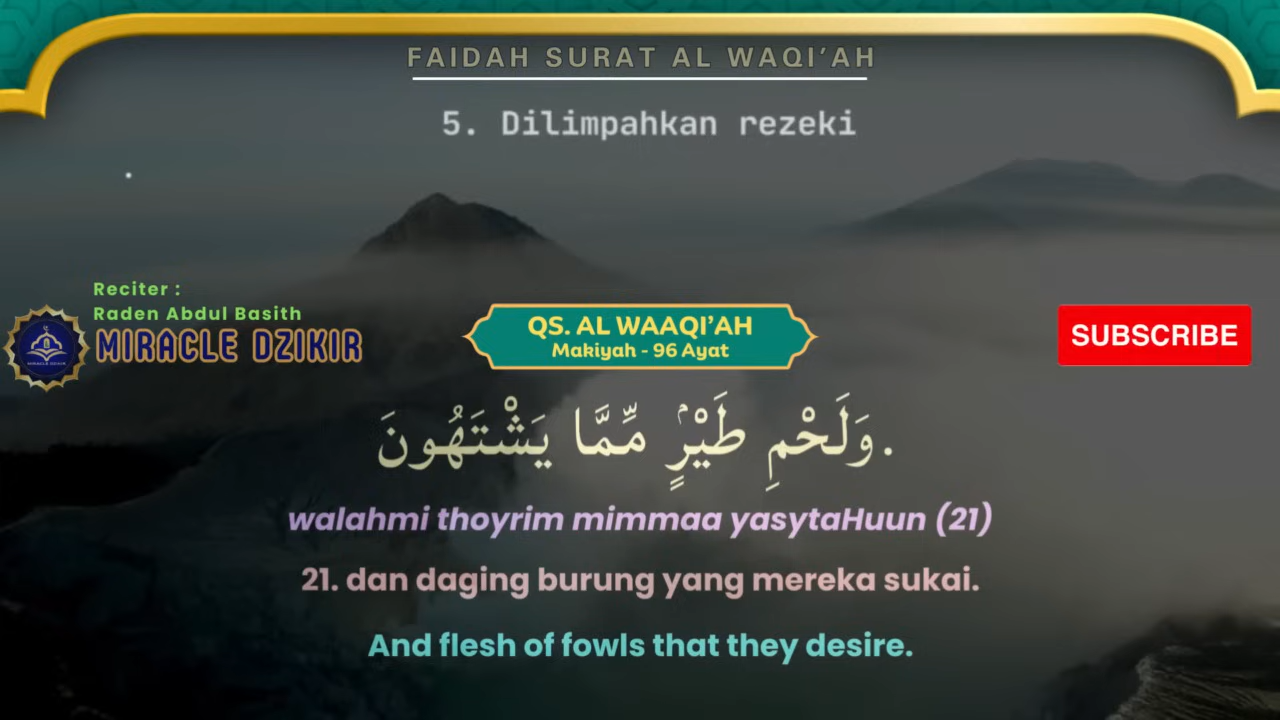 FAIDAH SURAT AL WAQI'AH
5. Dilimpahkan rezeki
Reciter :
Raden Abdul Basith
MIRACLE DZIKIR
QS. AL WAAQI'AH
Makiyah - 96 Ayat
SUBSCRIBE
وَلَحْمِ طَيْرٍۢ مِّمَّا يَشْتَهُونَ.
walahmi thoyrim mimmaa yasytaHuun (21)
21. dan daging burung yang mereka sukai.
And flesh of fowls that they desire.